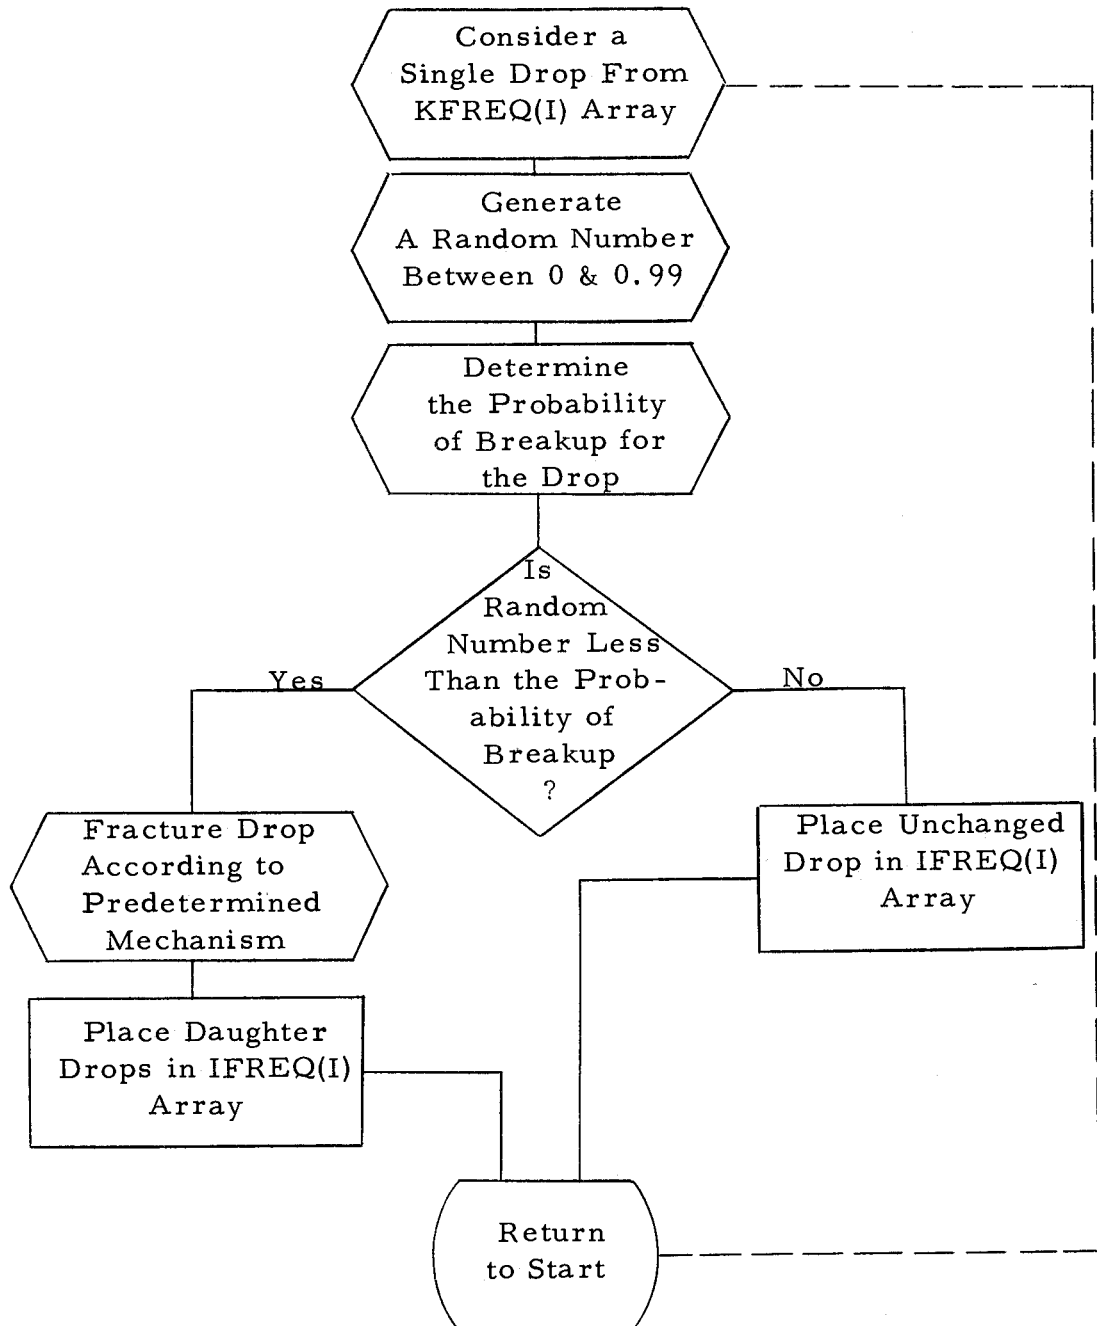 Consider a
Single Drop From
KFREQ(I) Array
Generate
A Random Number
Between 0 & 0.99
Determine
the Probability
of Breakup for
the Drop
Is
Random
Number Less
Than the Prob-
ability of
Breakup
?
Yes
No
Fracture Drop
According to
Predetermined
Mechanism
Place Unchanged
Drop in IFREQ(I)
Array
Place Daughter
Drops in IFREQ(I)
Array
Return
to Start